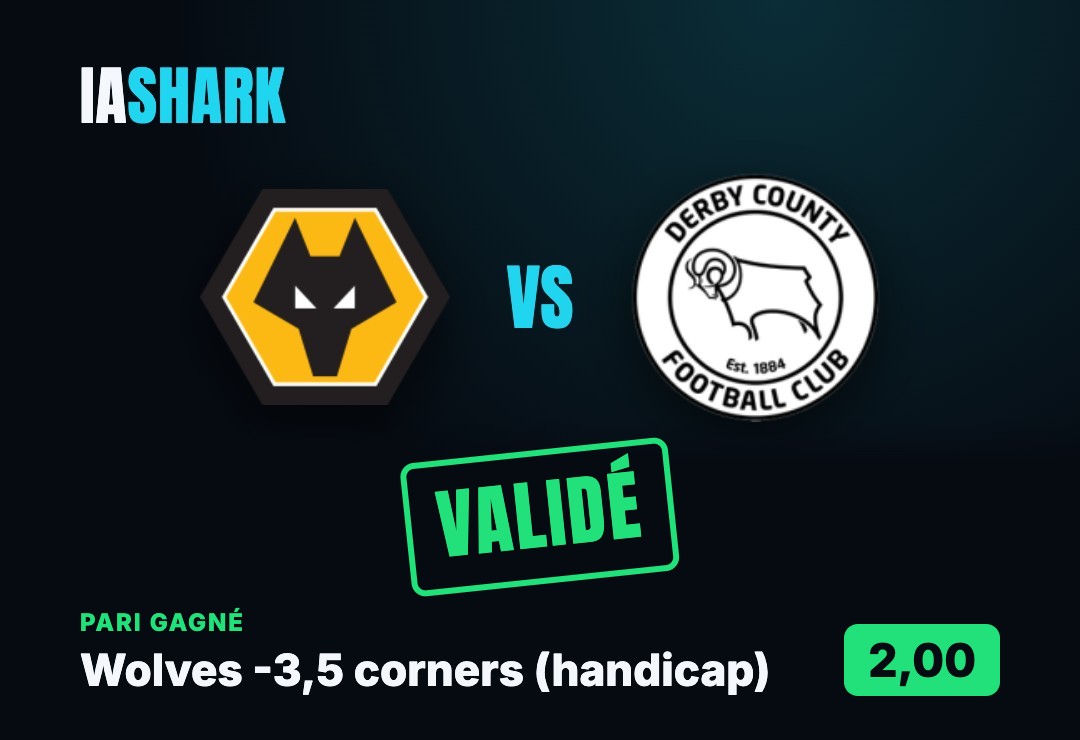 IASHARK
VS
DERBY COUNTY
Est. 1884
FOOTBALL CLUB
VALIDÉ
PARI GAGNÉ
Wolves -3,5 corners (handicap)
2,00